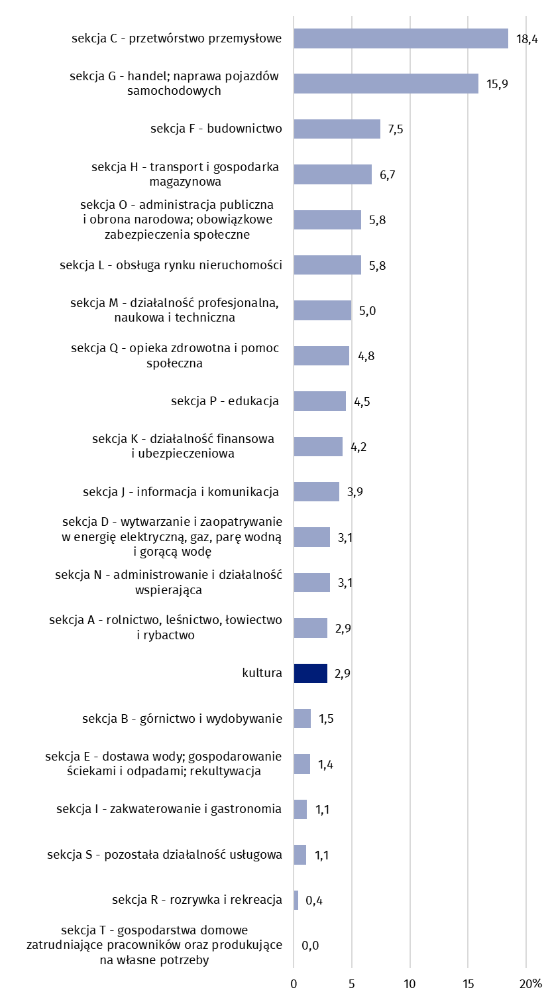 sekcja C - przetwórstwo przemysłowe
18,4
sekcja G - handel; naprawa pojazdów
samochodowych
15,9
sekcja F - budownictwo
7,5
sekcja H - transport i gospodarka
magazynowa
6,7
sekcja O - administracja publiczna
i obrona narodowa; obowiązkowe
zabezpieczenia społeczne
5,8
sekcja L - obsługa rynku nieruchomości
5,8
sekcja M - działalność profesjonalna,
naukowa i techniczna
5,0
sekcja Q - opieka zdrowotna i pomoc
społeczna
4,8
sekcja P - edukacja
4,5
sekcja K - działalność finansowa
i ubezpieczeniowa
4,2
sekcja J - informacja i komunikacja
3,9
sekcja D - wytwarzanie i zaopatrywanie
w energię elektryczną, gaz, parę wodną
i gorącą wodę
3,1
sekcja N - administrowanie i działalność
wspierająca
3,1
sekcja A - rolnictwo, leśnictwo, łowiectwo
i rybactwo
2,9
kultura
2,9
sekcja B - górnictwo i wydobywanie
1,5
sekcja E - dostawa wody; gospodarowanie
ściekami i odpadami; rekultywacja
1,4
sekcja I - zakwaterowanie i gastronomia
1,1
sekcja S - pozostała działalność usługowa
1,1
sekcja R - rozrywka i rekreacja
0,4
sekcja T - gospodarstwa domowe
zatrudniające pracowników oraz produkujące
na własne potrzeby
0,0
0 5 10 15 20%